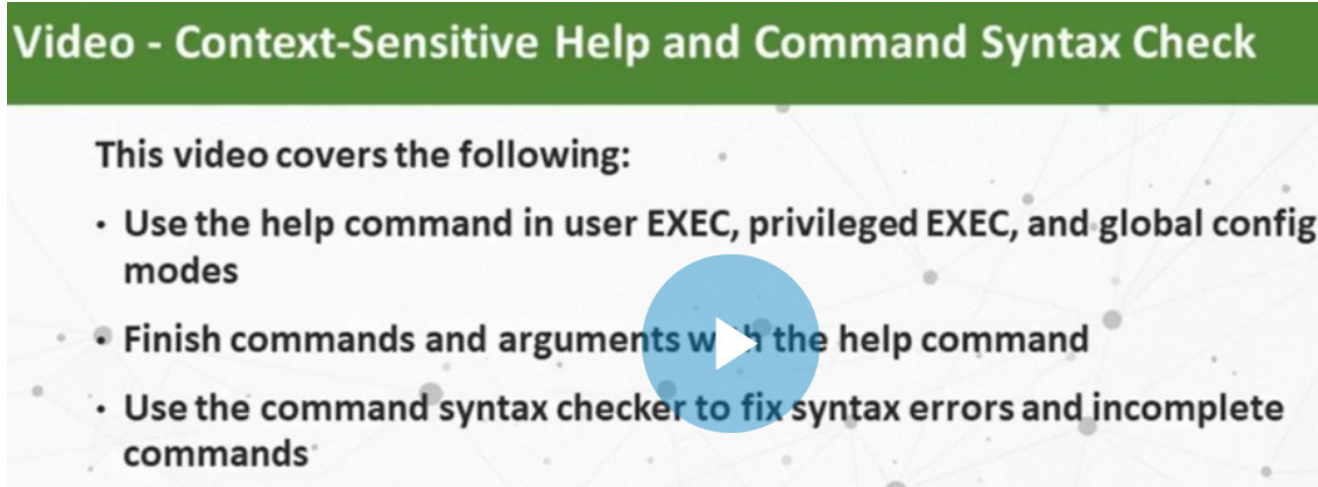 Video - Context-Sensitive Help and Command Syntax Check
This video covers the following:
• Use the help command in user EXEC, privileged EXEC, and global config
modes
• Finish commands and arguments with the help command
• Use the command syntax checker to fix syntax errors and incomplete
commands